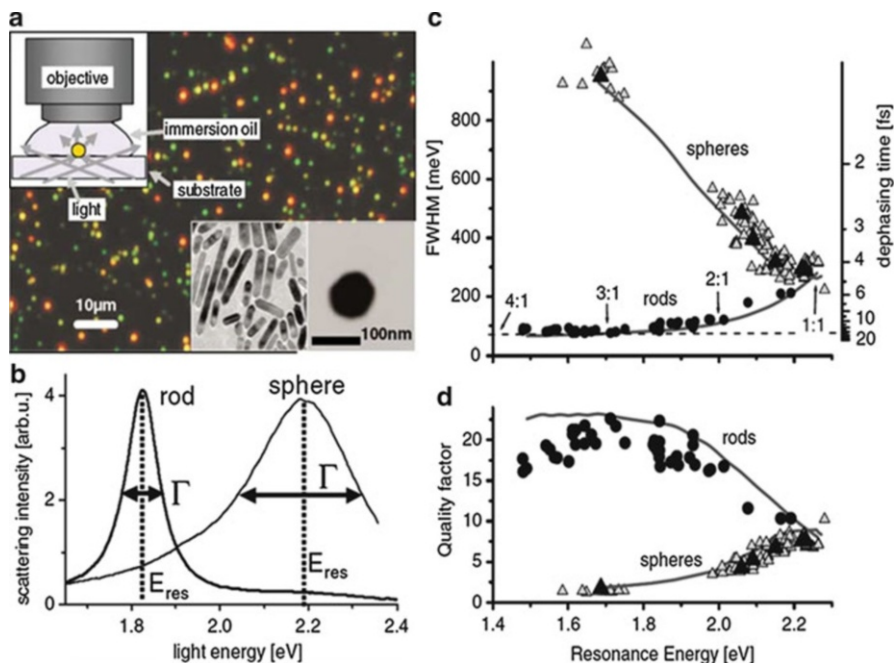 a
objective
immersion oil
substrate
light
10µm
100nm
b
rod
sphere
scattering intensity [arb.u.]
4
2
0
Γ
Γ
E res
E res
1.8
2.0
2.2
2.4
light energy [eV]
c
FWHM [meV]
800
600
400
200
0
spheres
rods
4:1
3:1
2:1
1:1
2
3
4
6
10
20
dephasing time [fs]
d
Quality factor
20
15
10
5
0
rods
spheres
1.4
1.6
1.8
2.0
2.2
Resonance Energy [eV]